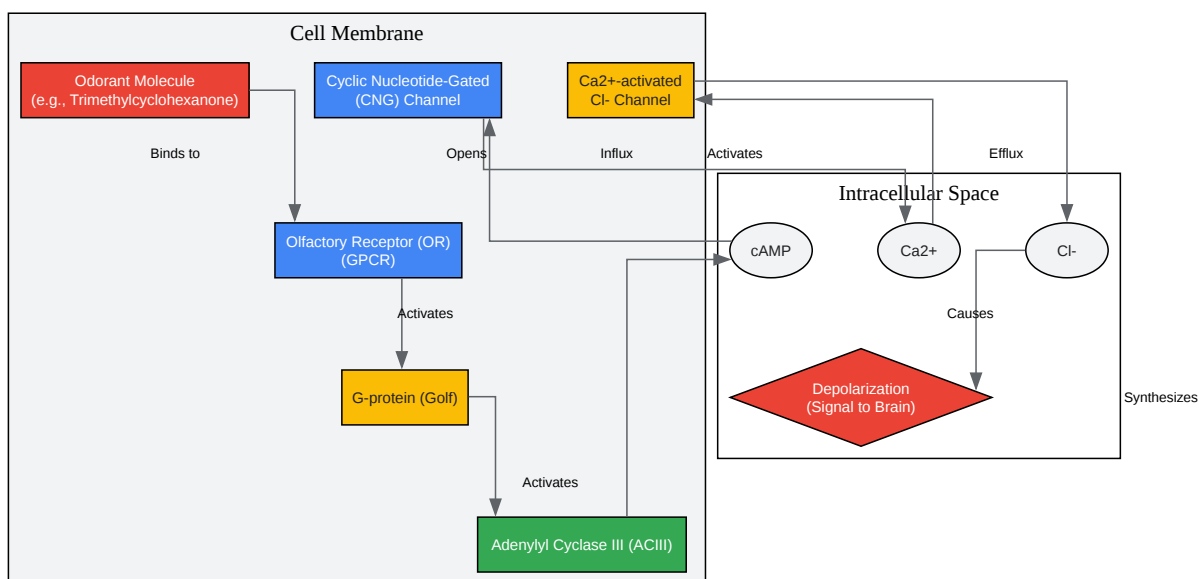 Cell Membrane
Odorant Molecule
(e.g., Trimethylcyclohexanone)
Cyclic Nucleotide-Gated
(CNG) Channel
Ca2+-activated
Cl- Channel
Binds to
Opens
Influx
Activates
Efflux
Intracellular Space
Olfactory Receptor (OR)
(GPCR)
cAMP
Ca2+
Cl-
Activates
Causes
G-protein (Golf)
Depolarization
(Signal to Brain)
Synthesizes
Activates
Adenylyl Cyclase III (ACIII)